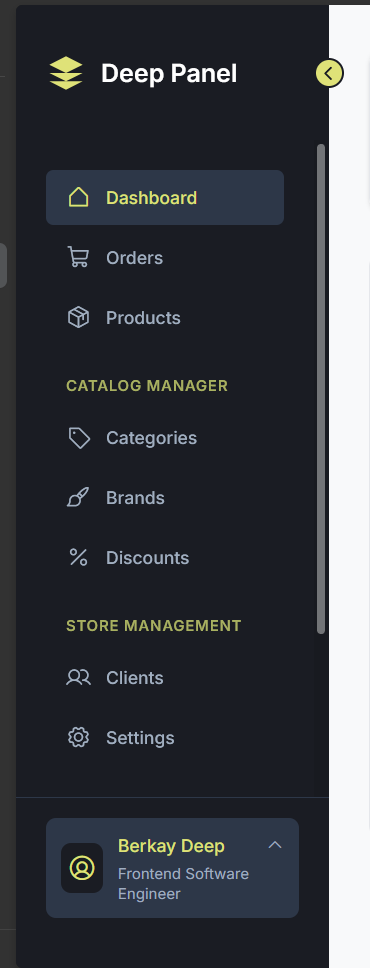 Deep Panel
Dashboard
Orders
Products
CATALOG MANAGER
Categories
Brands
Discounts
STORE MANAGEMENT
Clients
Settings
Berkay Deep
Frontend Software
Engineer